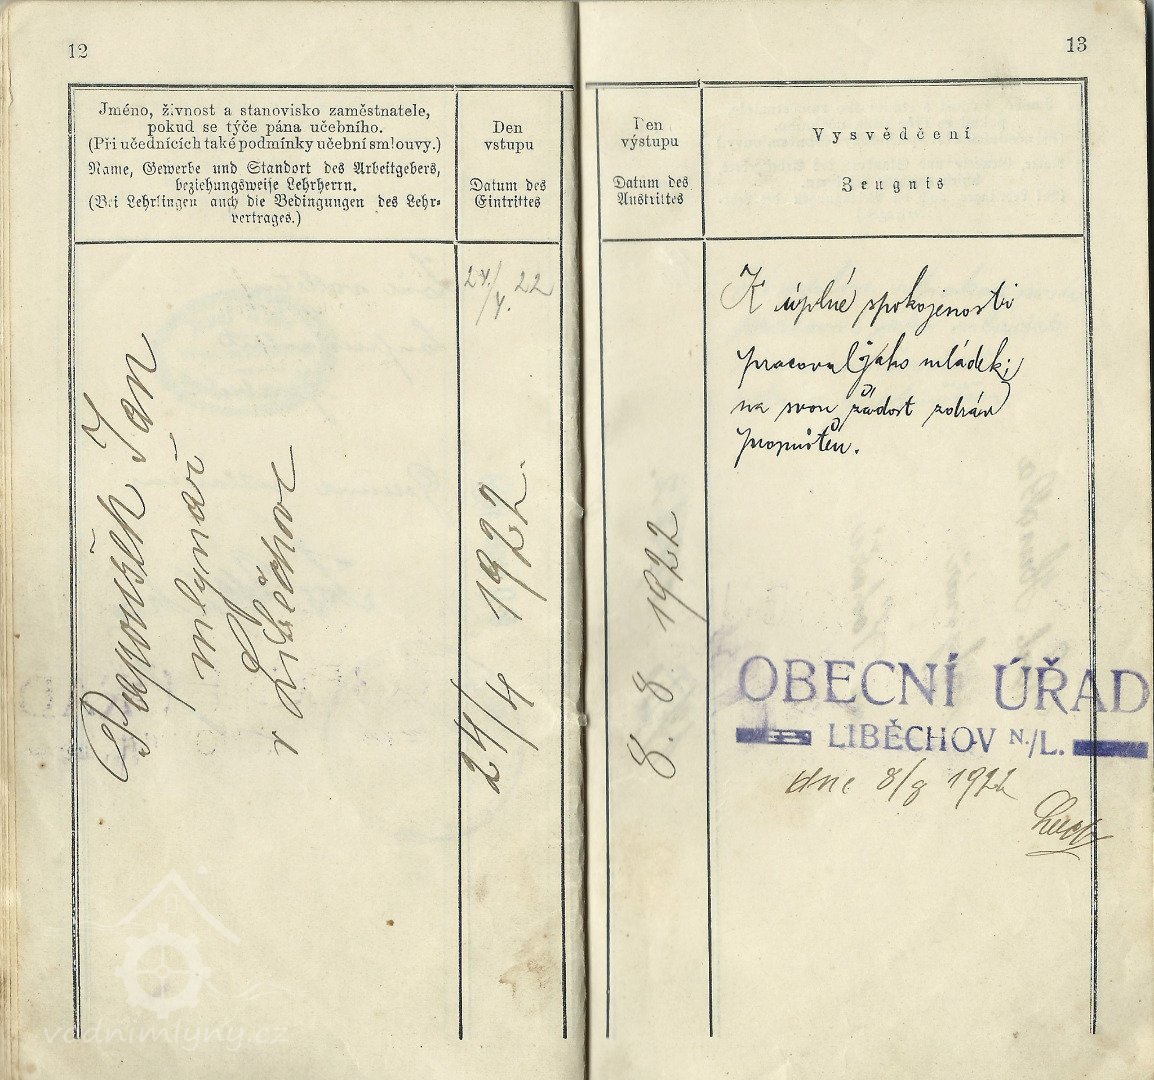 12
Jméno, živnost a stanovisko zaměstnatele,
pokud se týče pána učebního.
(Při učednících také podmínky učební smlouvy.)
Name, Gewerbe und Standort des Arbeitgebers,
beziehungsweise Lehrherrn.
(Bei Lehrlingen auch die Bedingungen des Lehr-
vertrages.)
Den
vstupu
Datum des
Eintrittes
24/4. 22
Jan
mlynář
v Liběchově
24/4 1922.
13
Den
výstupu
Datum des
Austrittes
Vysvědčení
Zeugnis
8. 8. 1922
K úplné spokojenosti
pracoval jako mládek;
na svou žádost zdráv
propuštěn.
OBECNÍ ÚŘAD
LIBĚCHOV N./L.
dne 8/8 1922
vodnimlyny.cz